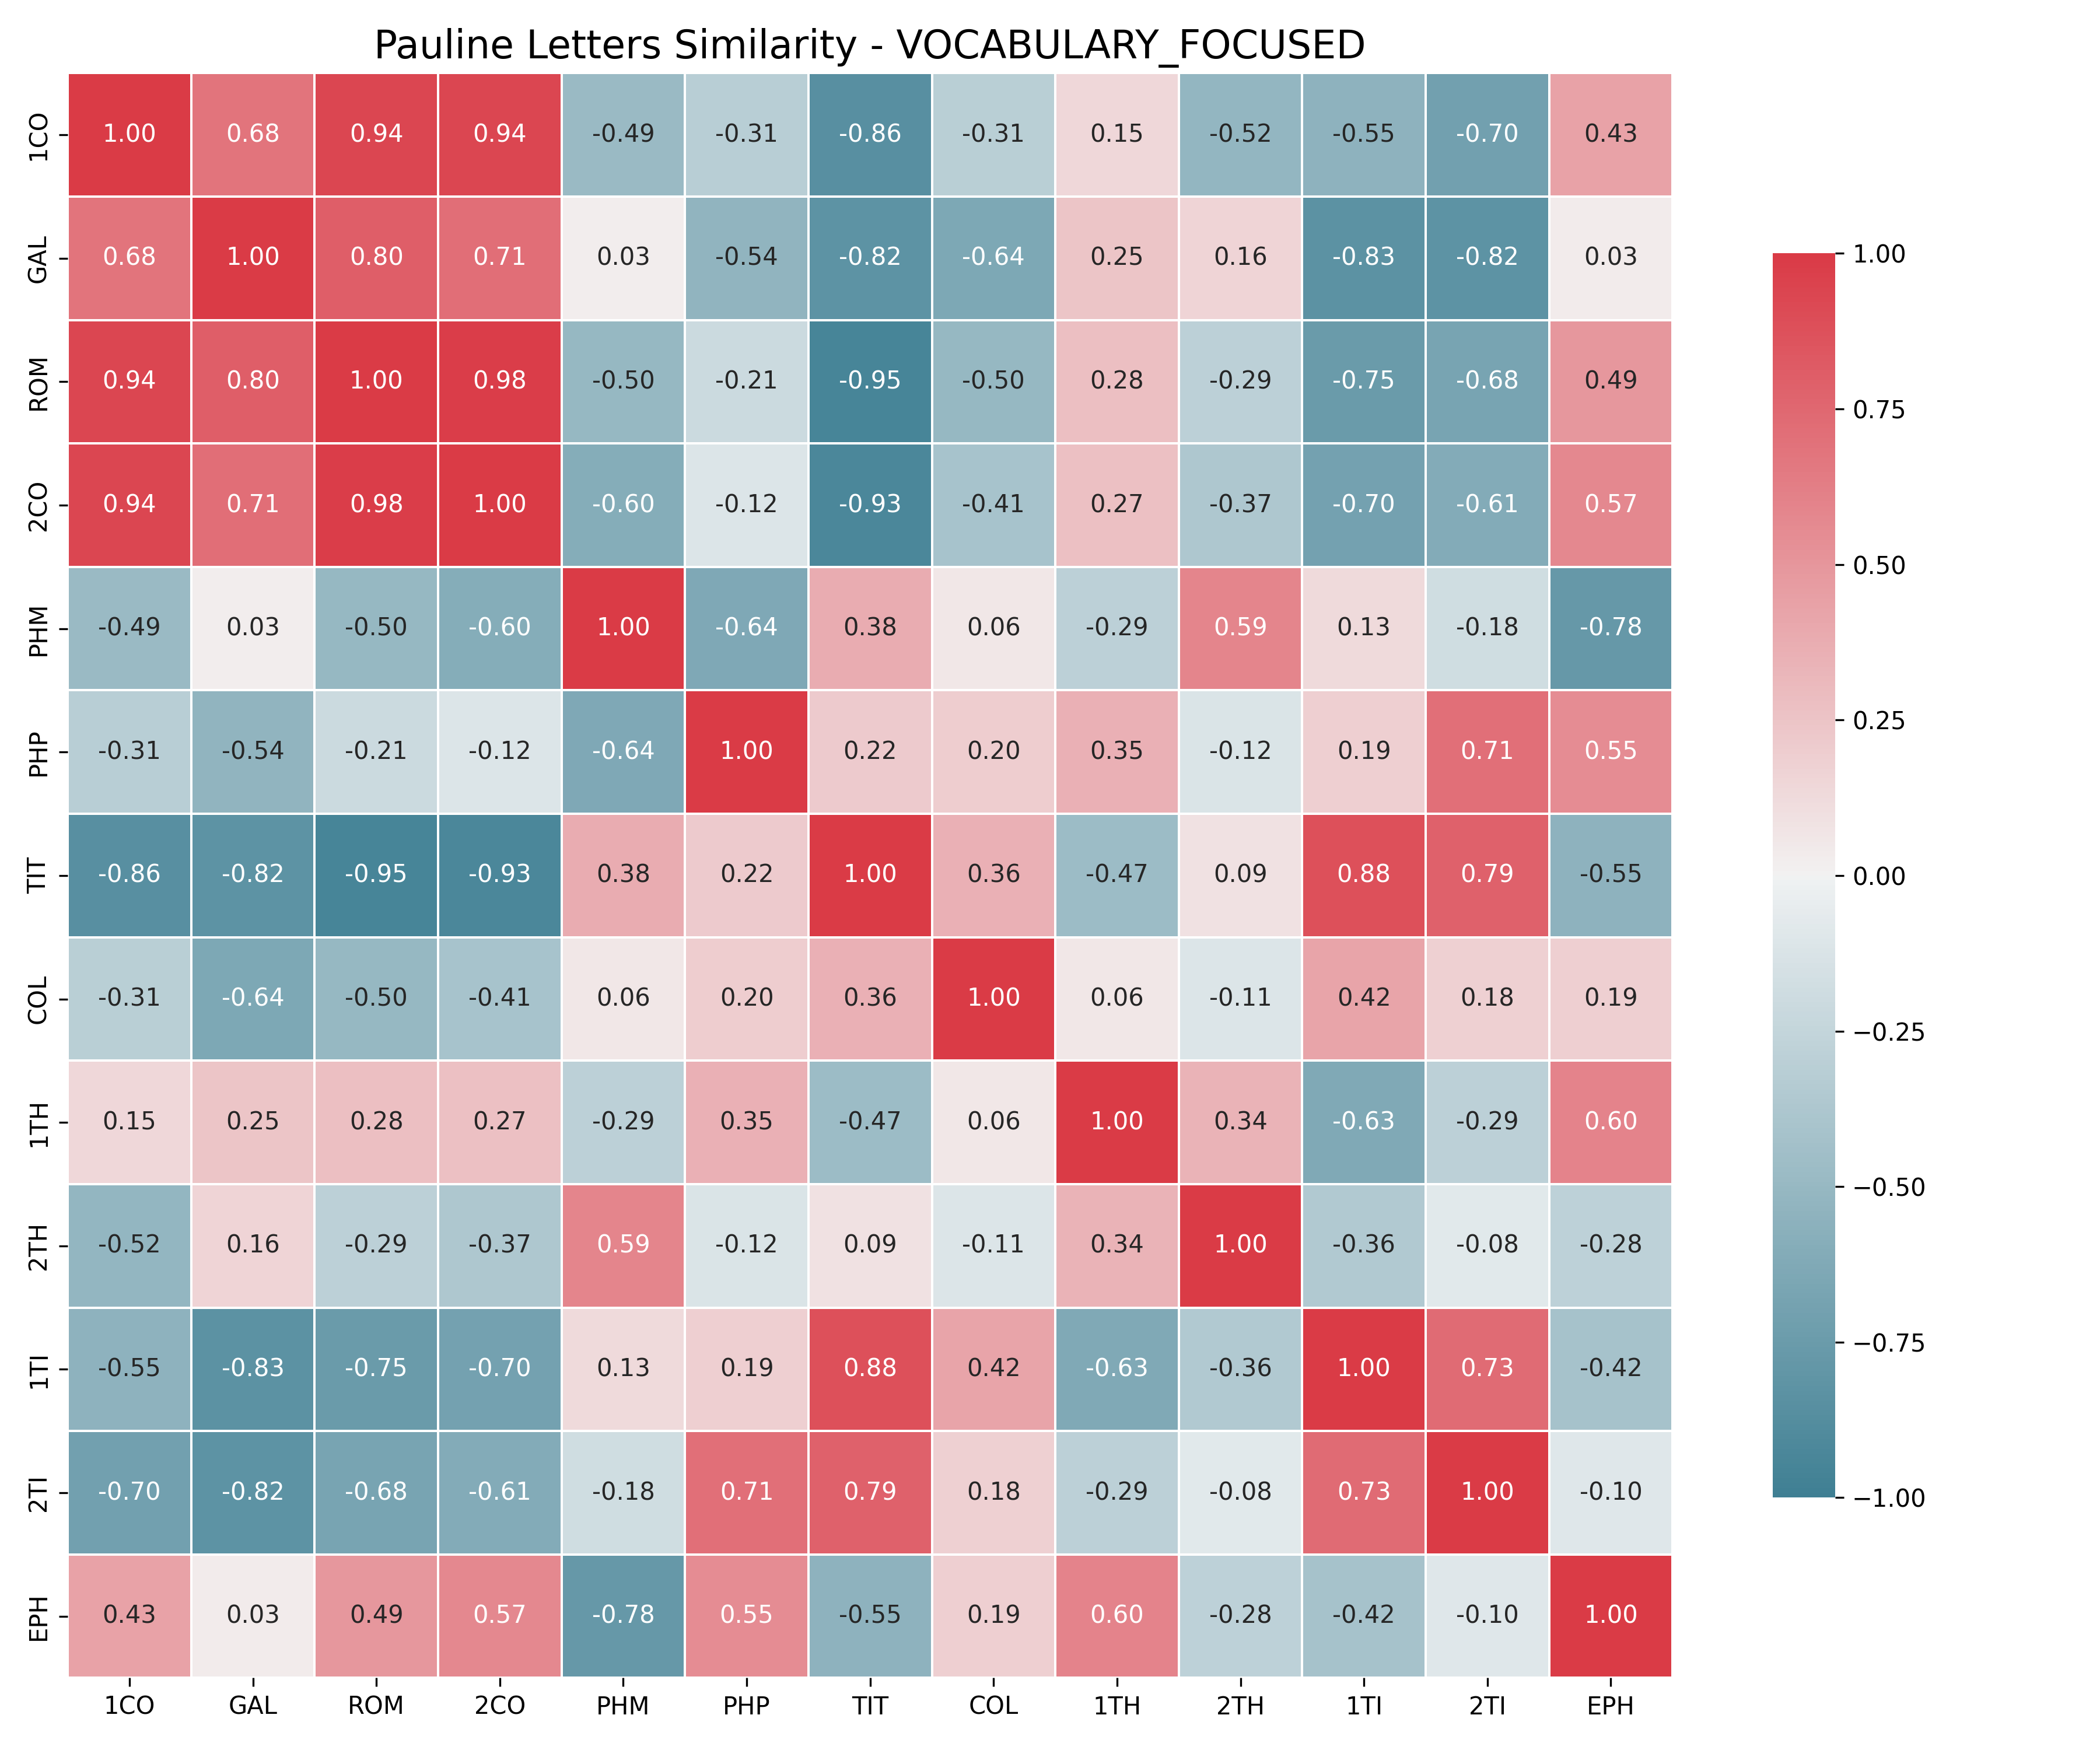 Pauline Letters Similarity - VOCABULARY_FOCUSED
1CO 1.00 0.68 0.94 0.94 -0.49 -0.31 -0.86 -0.31 0.15 -0.52 -0.55 -0.70 0.43
GAL 0.68 1.00 0.80 0.71 0.03 -0.54 -0.82 -0.64 0.25 0.16 -0.83 -0.82 0.03
ROM 0.94 0.80 1.00 0.98 -0.50 -0.21 -0.95 -0.50 0.28 -0.29 -0.75 -0.68 0.49
2CO 0.94 0.71 0.98 1.00 -0.60 -0.12 -0.93 -0.41 0.27 -0.37 -0.70 -0.61 0.57
PHM -0.49 0.03 -0.50 -0.60 1.00 -0.64 0.38 0.06 -0.29 0.59 0.13 -0.18 -0.78
PHP -0.31 -0.54 -0.21 -0.12 -0.64 1.00 0.22 0.20 0.35 -0.12 0.19 0.71 0.55
TIT -0.86 -0.82 -0.95 -0.93 0.38 0.22 1.00 0.36 -0.47 0.09 0.88 0.79 -0.55
COL -0.31 -0.64 -0.50 -0.41 0.06 0.20 0.36 1.00 0.06 -0.11 0.42 0.18 0.19
1TH 0.15 0.25 0.28 0.27 -0.29 0.35 -0.47 0.06 1.00 0.34 -0.63 -0.29 0.60
2TH -0.52 0.16 -0.29 -0.37 0.59 -0.12 0.09 -0.11 0.34 1.00 -0.36 -0.08 -0.28
1TI -0.55 -0.83 -0.75 -0.70 0.13 0.19 0.88 0.42 -0.63 -0.36 1.00 0.73 -0.42
2TI -0.70 -0.82 -0.68 -0.61 -0.18 0.71 0.79 0.18 -0.29 -0.08 0.73 1.00 -0.10
EPH 0.43 0.03 0.49 0.57 -0.78 0.55 -0.55 0.19 0.60 -0.28 -0.42 -0.10 1.00
1CO GAL ROM 2CO PHM PHP TIT COL 1TH 2TH 1TI 2TI EPH
1.00
0.75
0.50
0.25
0.00
−0.25
−0.50
−0.75
−1.00